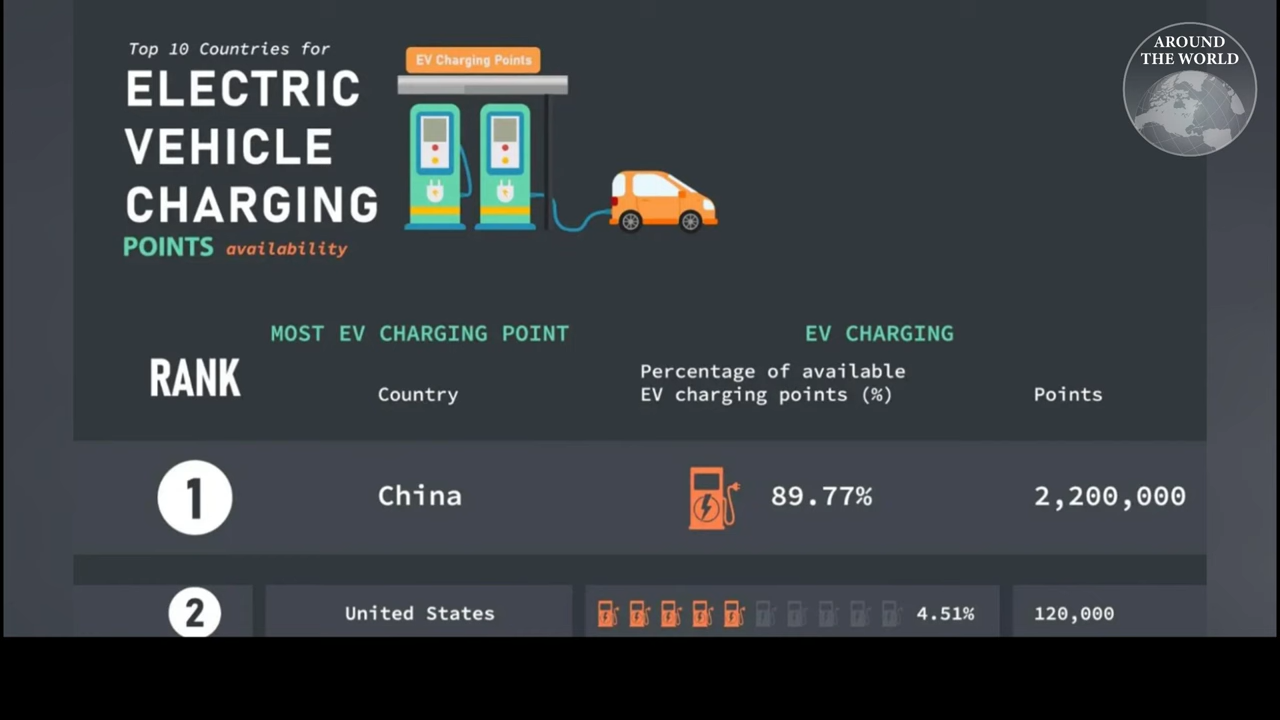 Top 10 Countries for
ELECTRIC
VEHICLE
CHARGING
POINTS availability
EV Charging Points
AROUND
THE WORLD
MOST EV CHARGING POINT
EV CHARGING
RANK
Country
Percentage of available
EV charging points (%)
Points
1 China 89.77% 2,200,000
2 United States 4.51% 120,000